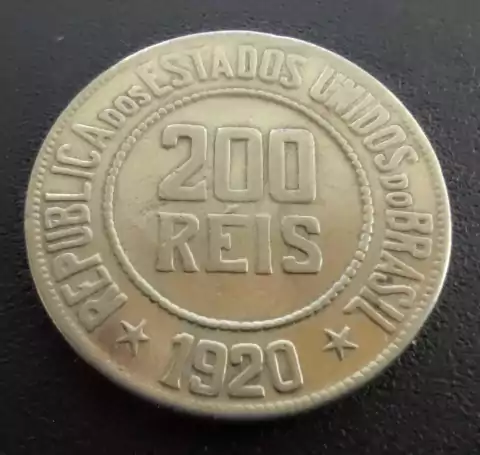 REPUBLICA DOS ESTADOS UNIDOS DO BRASIL
200
RÉIS
1920